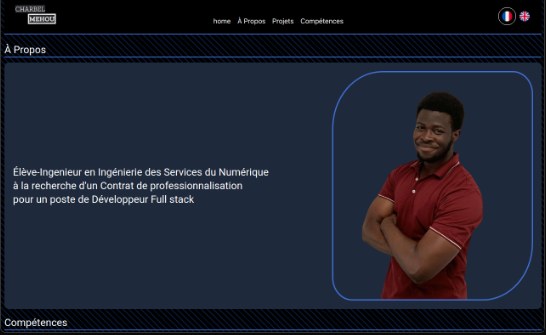 CHARBEL
MEHOU
home À Propos Projets Compétences
À Propos
Élève-Ingenieur en Ingénierie des Services du Numérique
à la recherche d'un Contrat de professionnalisation
pour un poste de Développeur Full stack
Compétences